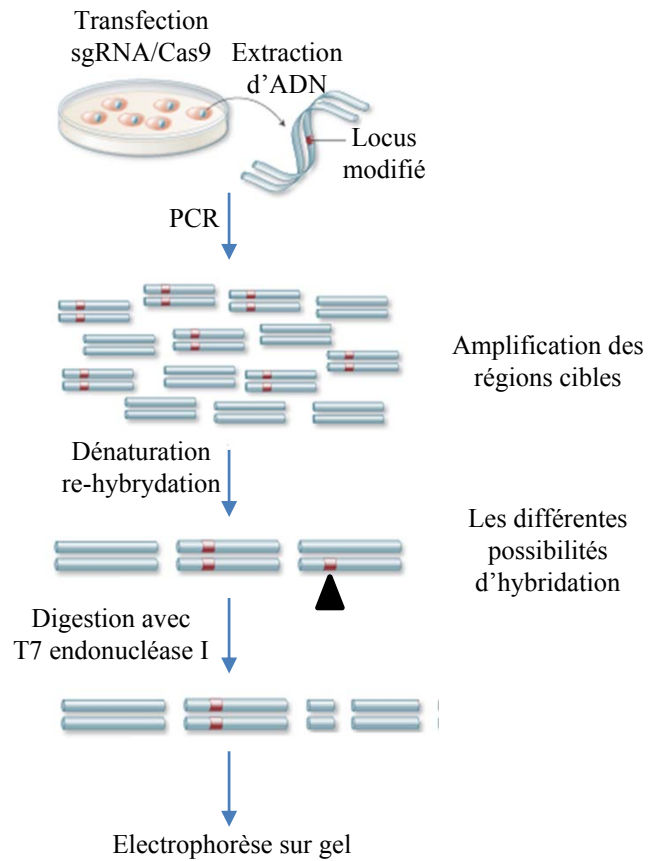 Transfection
sgRNA/Cas9
Extraction
d’ADN
Locus
modifié
PCR
Amplification des
régions cibles
Dénaturation
re-hybrydation
Les différentes
possibilités
d’hybridation
Digestion avec
T7 endonucléase I
Electrophorèse sur gel